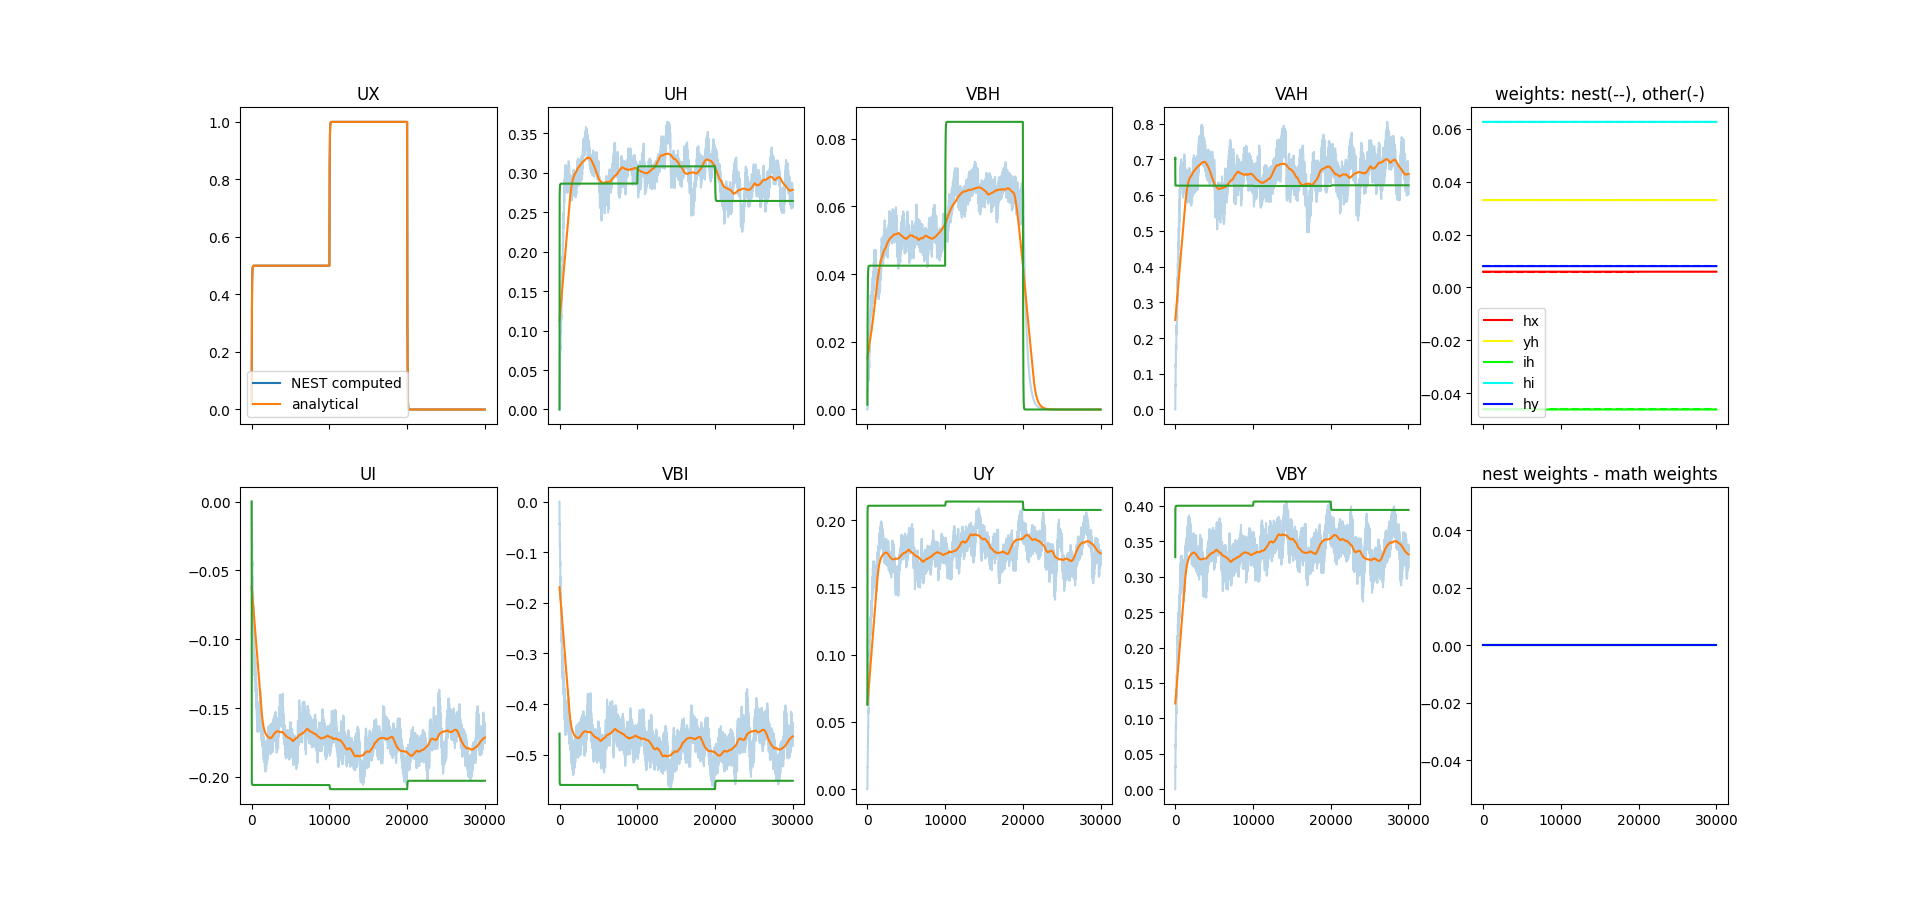 UX
1.0
0.8
0.6
0.4
0.2
0.0
NEST computed
analytical
UH
0.35
0.30
0.25
0.20
0.15
0.10
0.05
0.00
VBH
0.08
0.06
0.04
0.02
0.00
VAH
0.8
0.7
0.6
0.5
0.4
0.3
0.2
0.1
0.0
weights: nest(--), other(-)
0.06
0.04
0.02
0.00
−0.02
−0.04
hx
yh
ih
hi
hy
UI
0.00
−0.05
−0.10
−0.15
−0.20
0 10000 20000 30000
VBI
0.0
−0.1
−0.2
−0.3
−0.4
−0.5
0 10000 20000 30000
UY
0.20
0.15
0.10
0.05
0.00
0 10000 20000 30000
VBY
0.40
0.35
0.30
0.25
0.20
0.15
0.10
0.05
0.00
0 10000 20000 30000
nest weights - math weights
0.04
0.02
0.00
−0.02
−0.04
0 10000 20000 30000